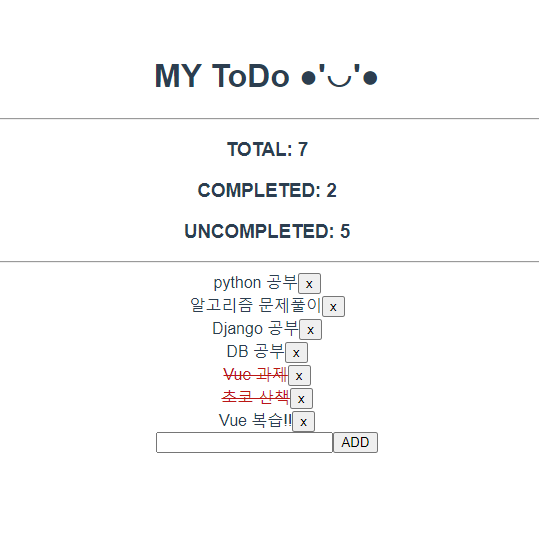 MY ToDo ●'◡'●
TOTAL: 7
COMPLETED: 2
UNCOMPLETED: 5
python 공부 x
알고리즘 문제풀이 x
Django 공부 x
DB 공부 x
Vue 과제 x
초코 산책 x
Vue 복습!! x
ADD